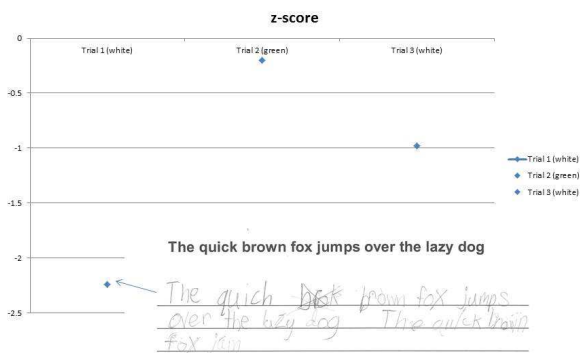 z-score
0
Trial 1 (white) Trial 2 (green) Trial 3 (white)
-0.5
-1
Trial 1 (white)
Trial 2 (green)
Trial 3 (white)
-1.5
The quick brown fox jumps over the lazy dog
-2
The quich brown fox jumps
-2.5
over the dog The quick brown
fox jum